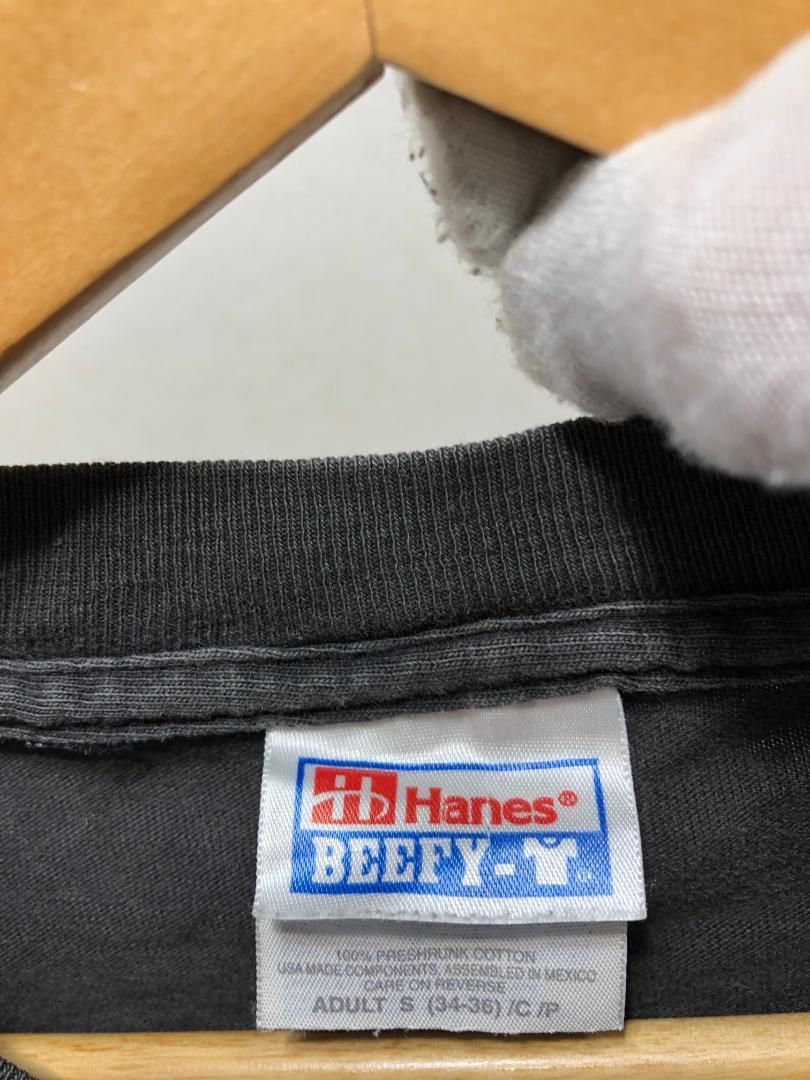 Hanes®
BEEFY-
100% PRESHRUNK COTTON
USA MADE COMPONENTS, ASSEMBLED IN MEXICO
CARE ON REVERSE
ADULT S (34-36) /C /P